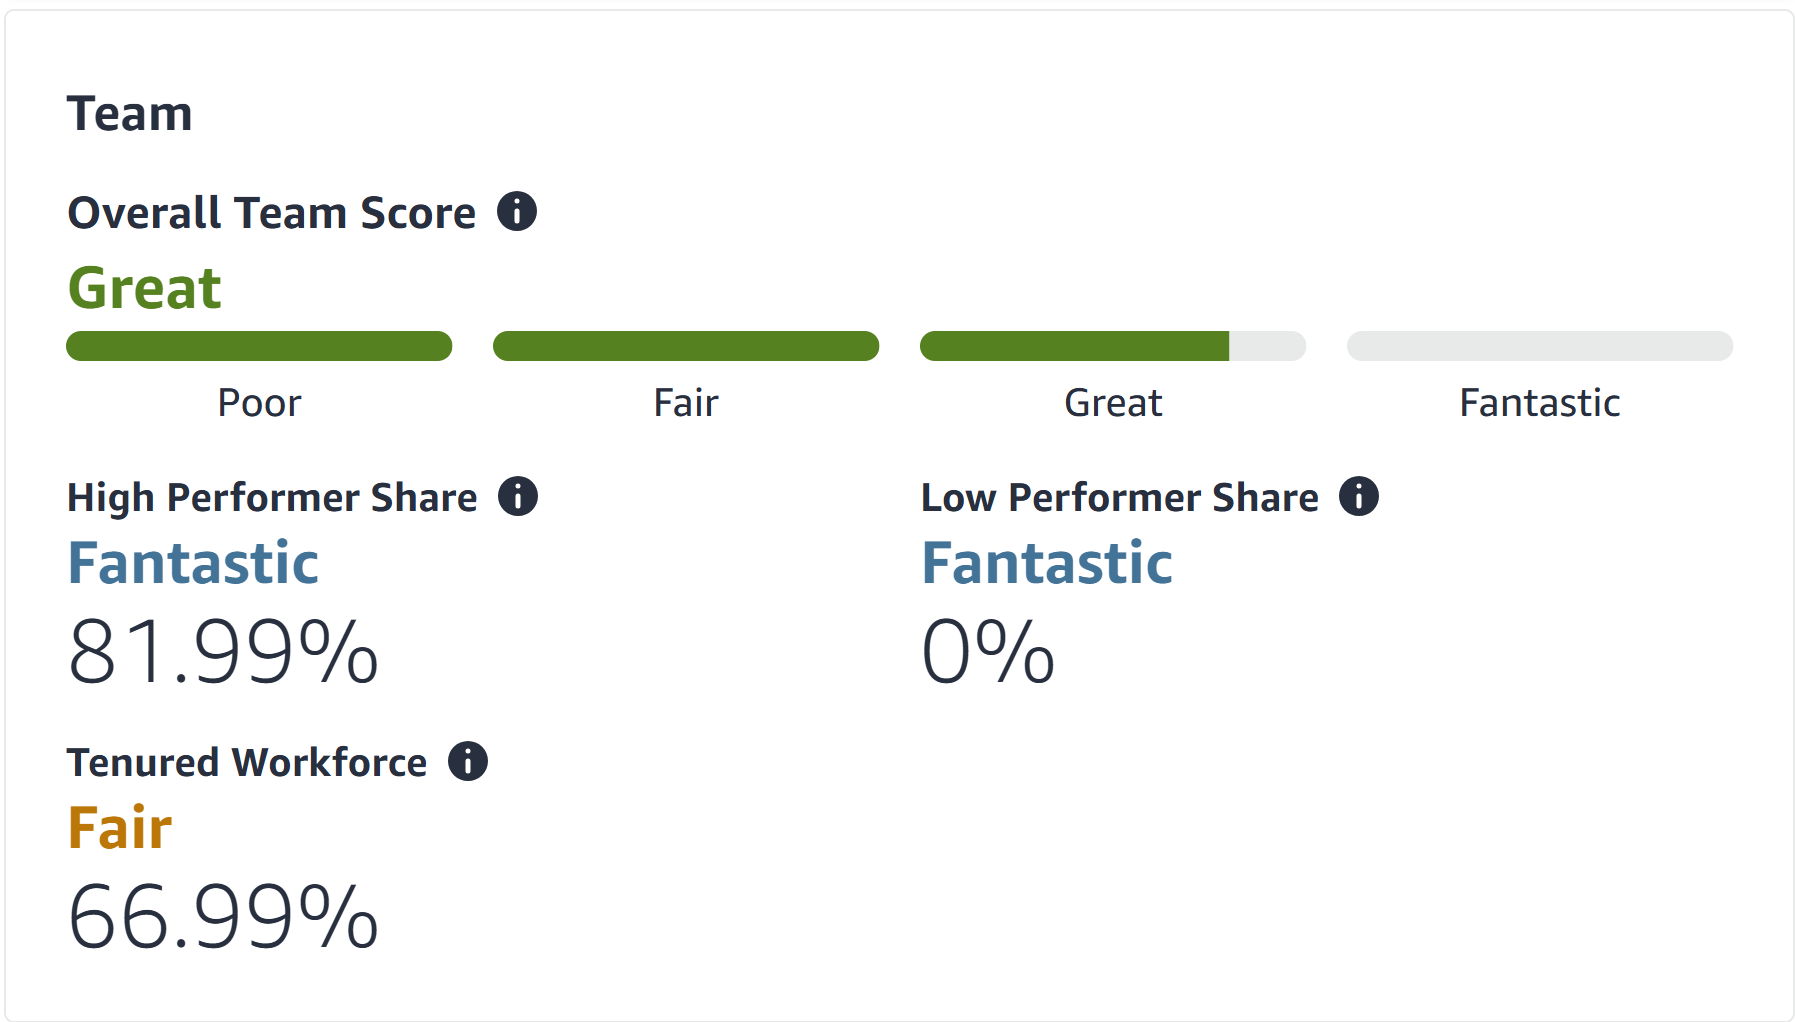 Team
Overall Team Score
Great
Poor Fair Great Fantastic
High Performer Share
Fantastic
81.99%
Low Performer Share
Fantastic
0%
Tenured Workforce
Fair
66.99%